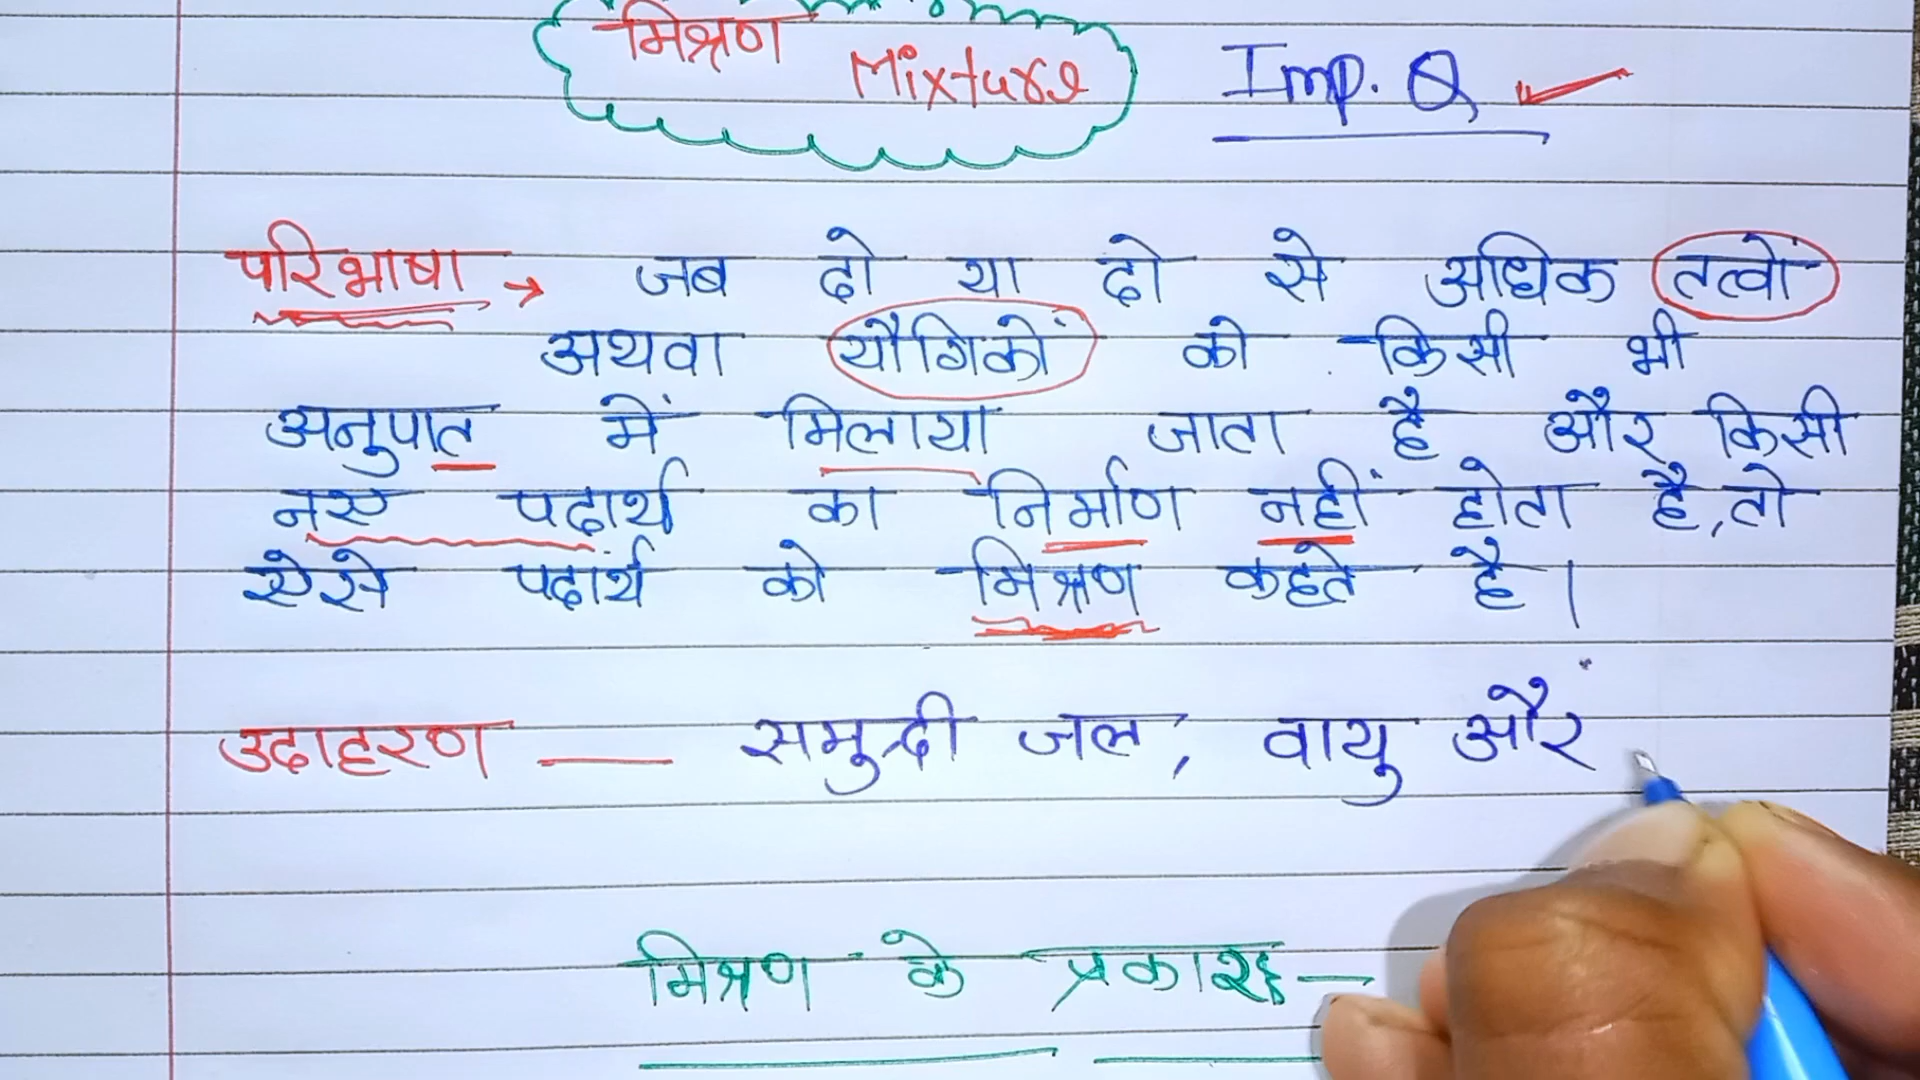 मिश्रण
Mixture
Imp. Q
परिभाषा → जब दो या दो से अधिक तत्वों
अथवा यौगिकों को किसी भी
अनुपात में मिलाया जाता है और किसी
नए पदार्थ का निर्माण नहीं होता है, तो
ऐसे पदार्थ को मिश्रण कहते है।
उदाहरण — समुद्री जल, वायु और
मिश्रण के प्रकार